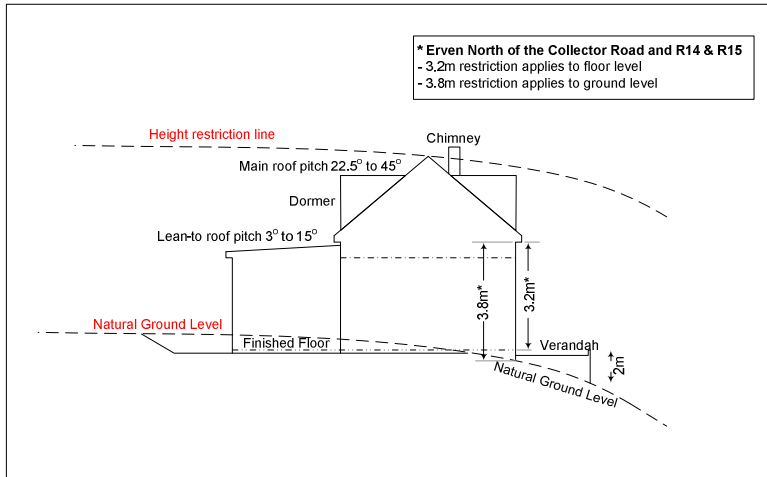 * Erven North of the Collector Road and R14 & R15
- 3.2m restriction applies to floor level
- 3.8m restriction applies to ground level
Height restriction line
Chimney
Main roof pitch 22.5° to 45°
Dormer
Lean-to roof pitch 3° to 15°
3.8m*
3.2m*
Natural Ground Level
Finished Floor
Verandah
2m
Natural Ground Level